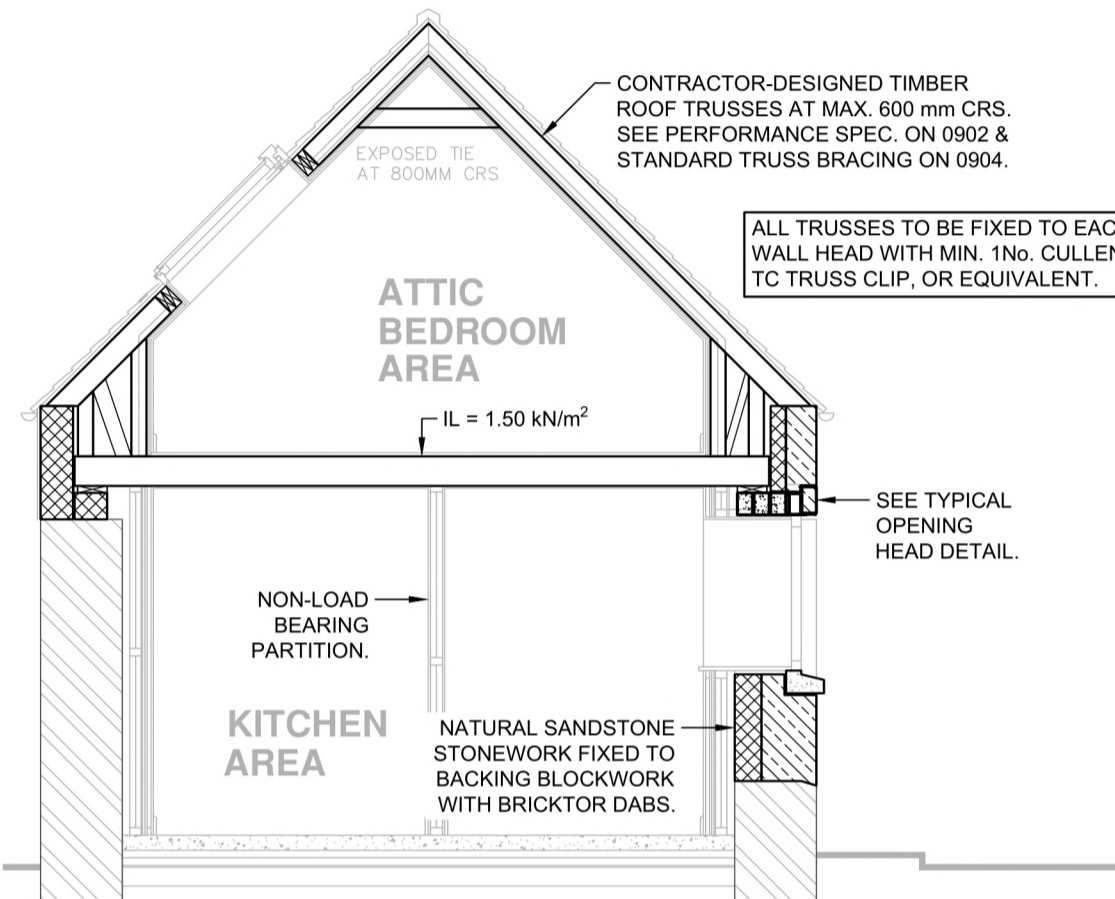 CONTRACTOR-DESIGNED TIMBER
ROOF TRUSSES AT MAX. 600 mm CRS.
SEE PERFORMANCE SPEC. ON 0902 &
STANDARD TRUSS BRACING ON 0904.
EXPOSED TIE
AT 800MM CRS
ALL TRUSSES TO BE FIXED TO EAC
WALL HEAD WITH MIN. 1No. CULLEN
TC TRUSS CLIP, OR EQUIVALENT.
ATTIC
BEDROOM
AREA
IL = 1.50 kN/m²
SEE TYPICAL
OPENING
HEAD DETAIL.
NON-LOAD
BEARING
PARTITION.
KITCHEN
AREA
NATURAL SANDSTONE
STONEWORK FIXED TO
BACKING BLOCKWORK
WITH BRICKTOR DABS.